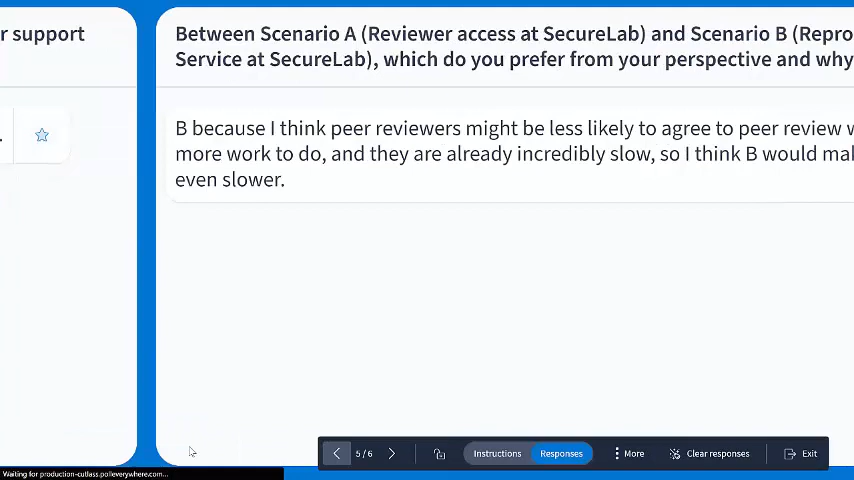 r support
Between Scenario A (Reviewer access at SecureLab) and Scenario B (Repro
Service at SecureLab), which do you prefer from your perspective and why
B because I think peer reviewers might be less likely to agree to peer review w
more work to do, and they are already incredibly slow, so I think B would mak
even slower.
5/6
Instructions
Responses
More
Clear responses
Exit
Waiting for production-cutlass.polleverywhere.com...